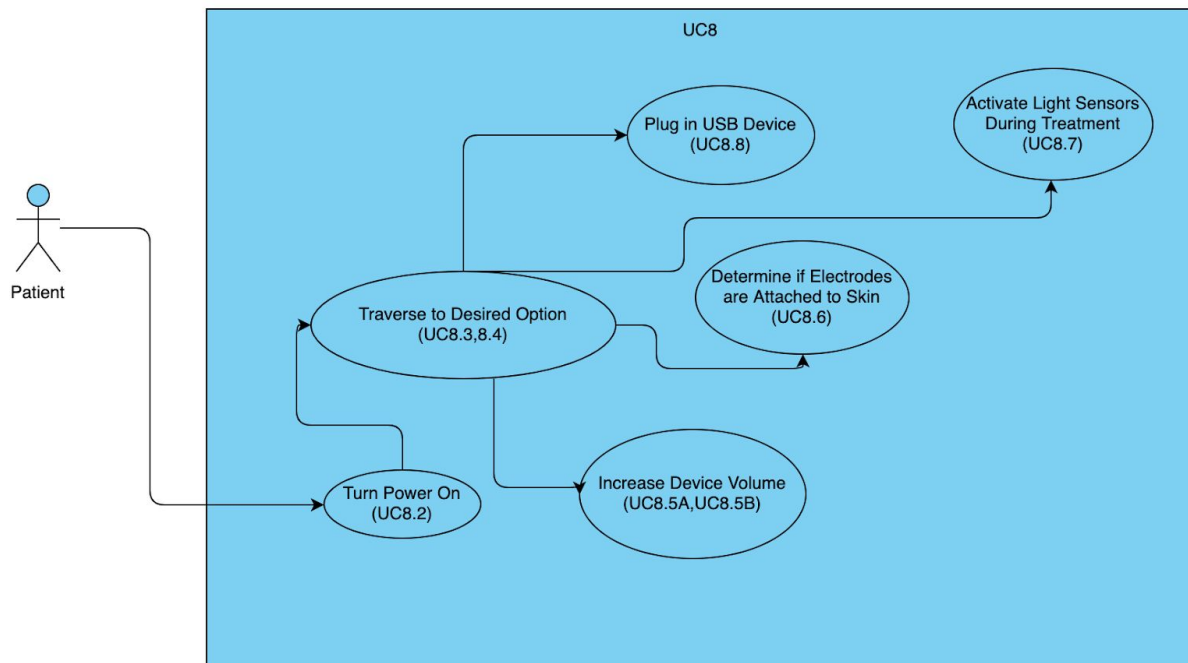 UC8
Plug in USB Device
(UC8.8)
Activate Light Sensors
During Treatment
(UC8.7)
Patient
Traverse to Desired Option
(UC8.3,8.4)
Determine if Electrodes
are Attached to Skin
(UC8.6)
Turn Power On
(UC8.2)
Increase Device Volume
(UC8.5A,UC8.5B)